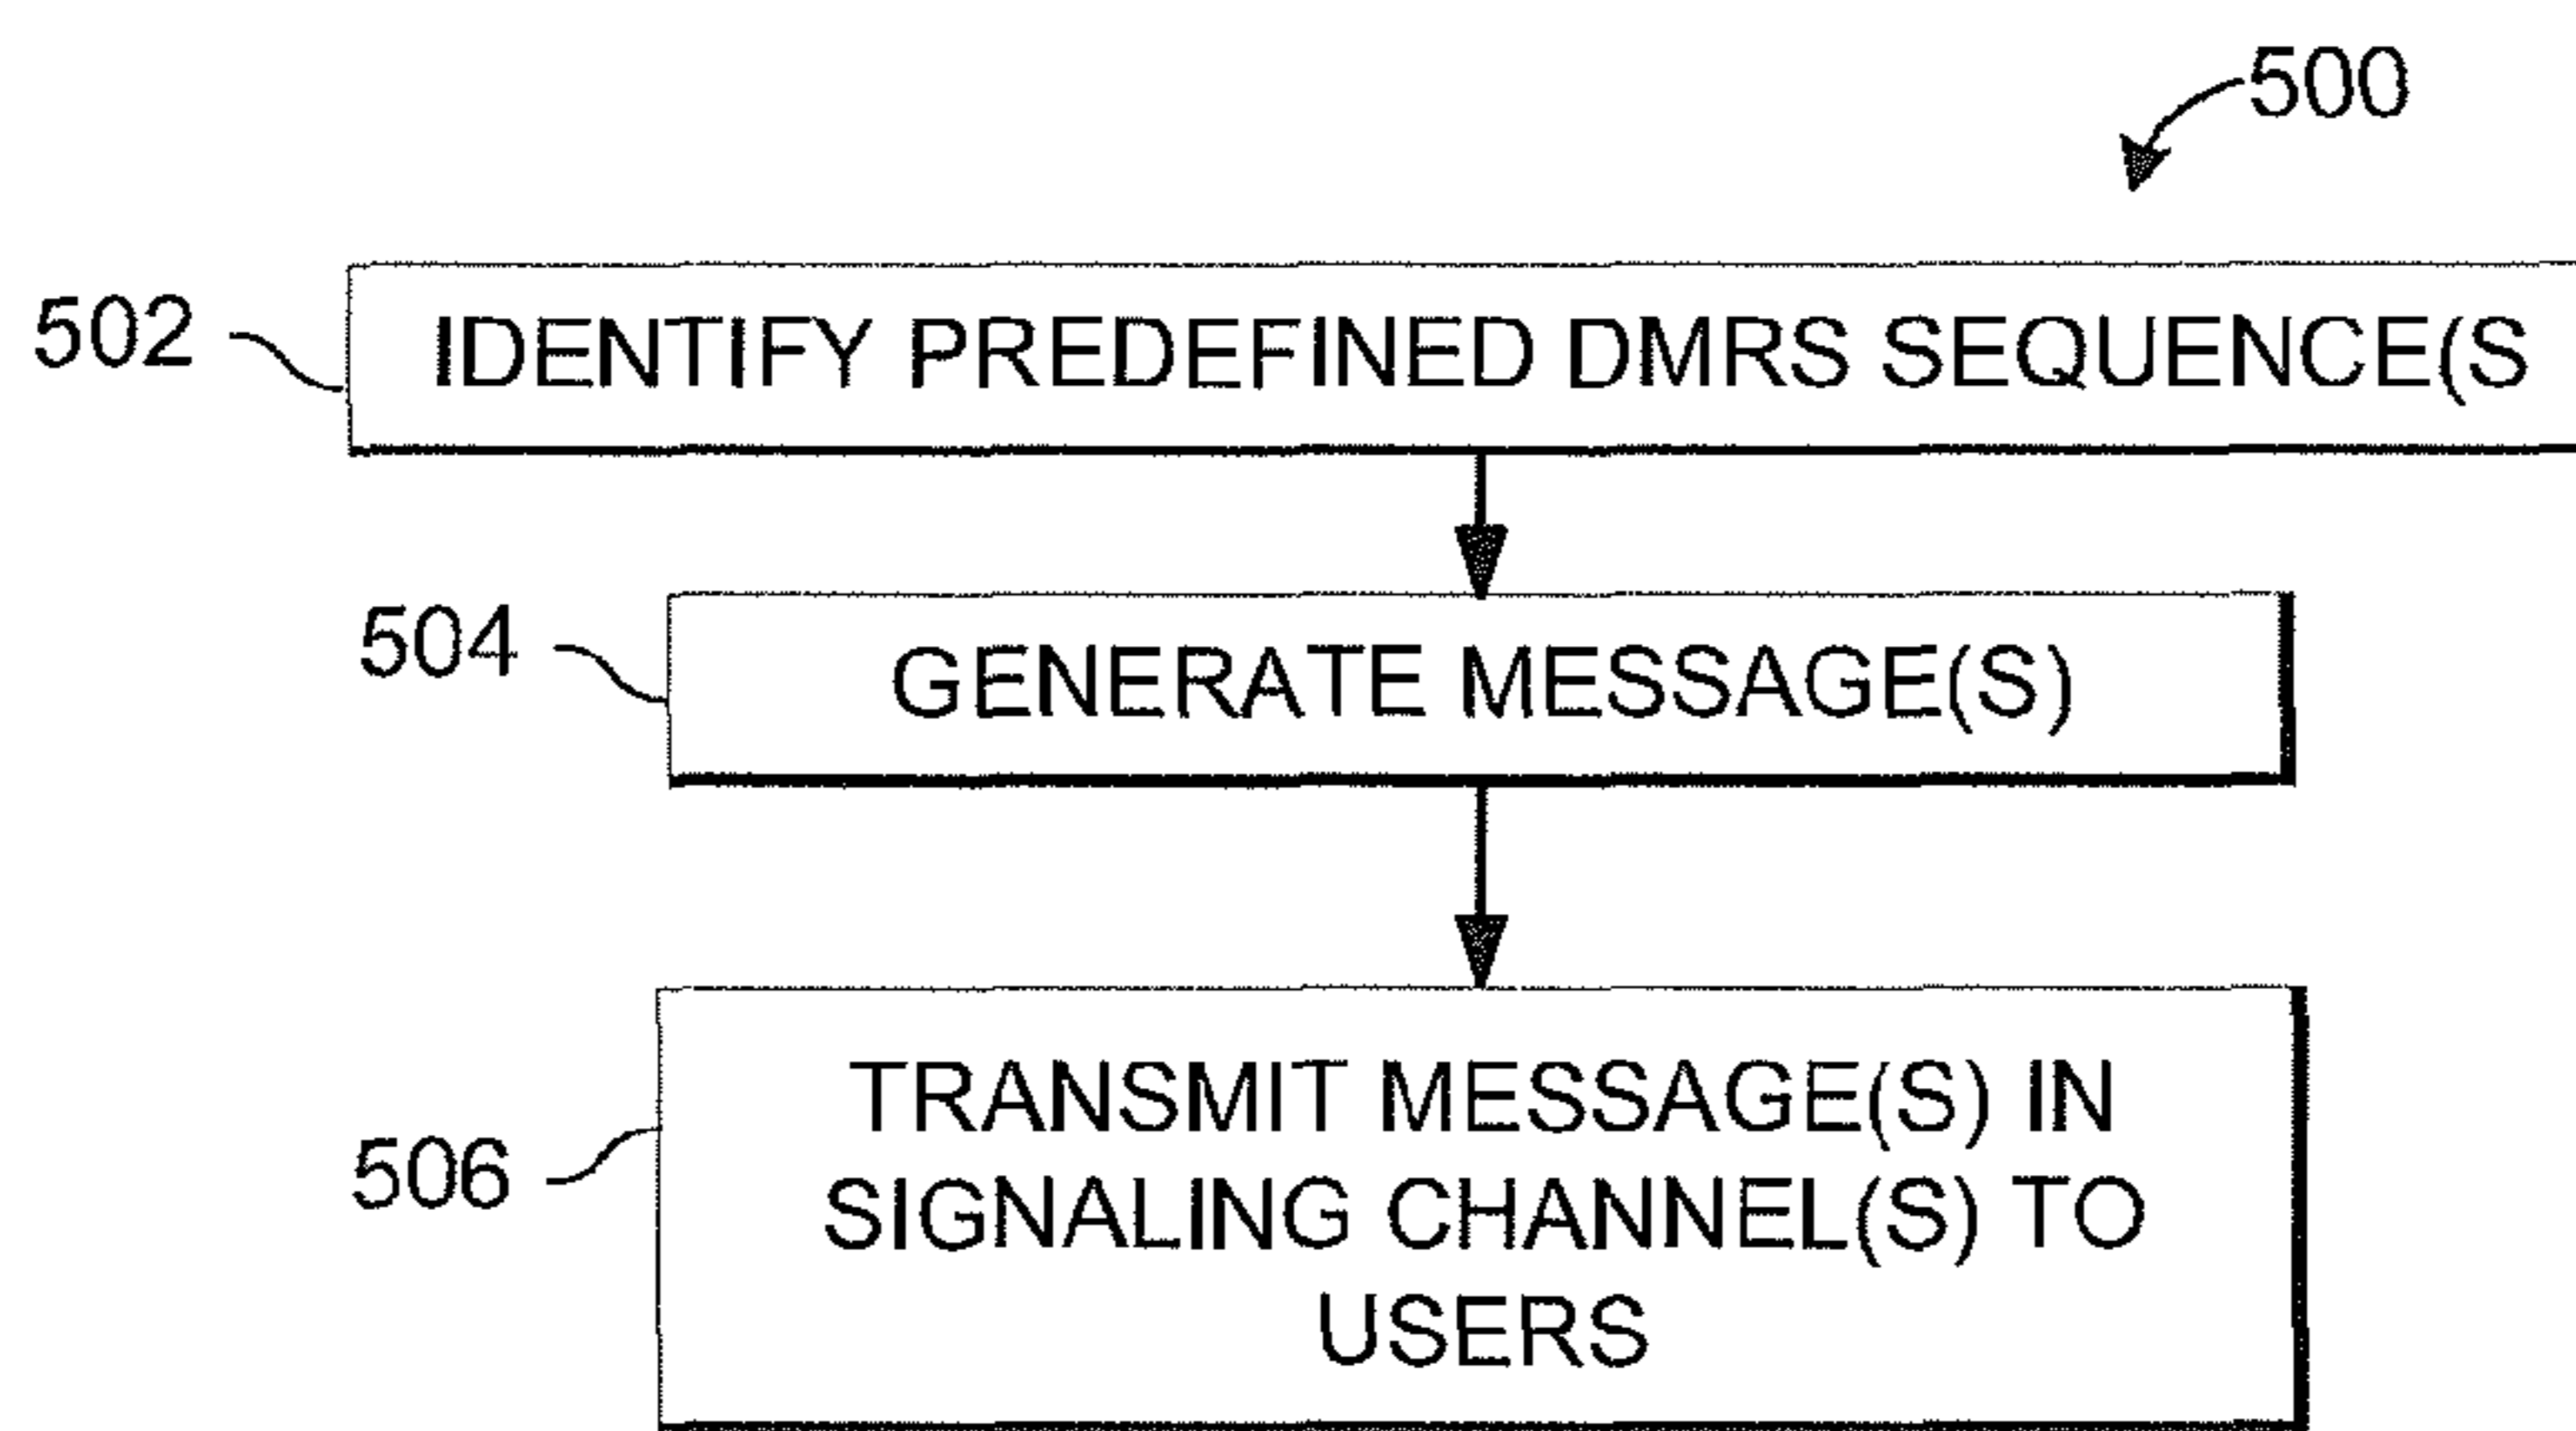 500
502
IDENTIFY PREDEFINED DMRS SEQUENCE(S
504
GENERATE MESSAGE(S)
506
TRANSMIT MESSAGE(S) IN
SIGNALING CHANNEL(S) TO
USERS